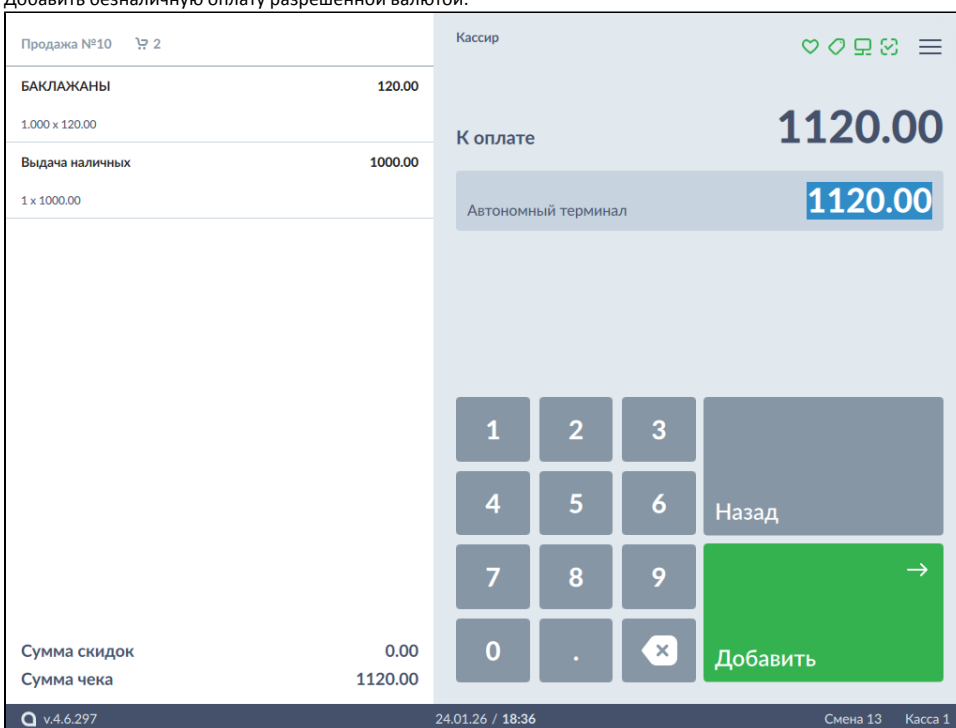 Добавить безналичную оплату разрешенной валютой.
Продажа №10 2
БАКЛАЖАНЫ 120.00
1.000 x 120.00
Выдача наличных 1000.00
1 x 1000.00
Сумма скидок 0.00
Сумма чека 1120.00
Кассир
К оплате 1120.00
Автономный терминал 1120.00
1 2 3
4 5 6
Назад
7 8 9
0 .
Добавить
v.4.6.297 24.01.26 / 18:36 Смена 13 Касса 1